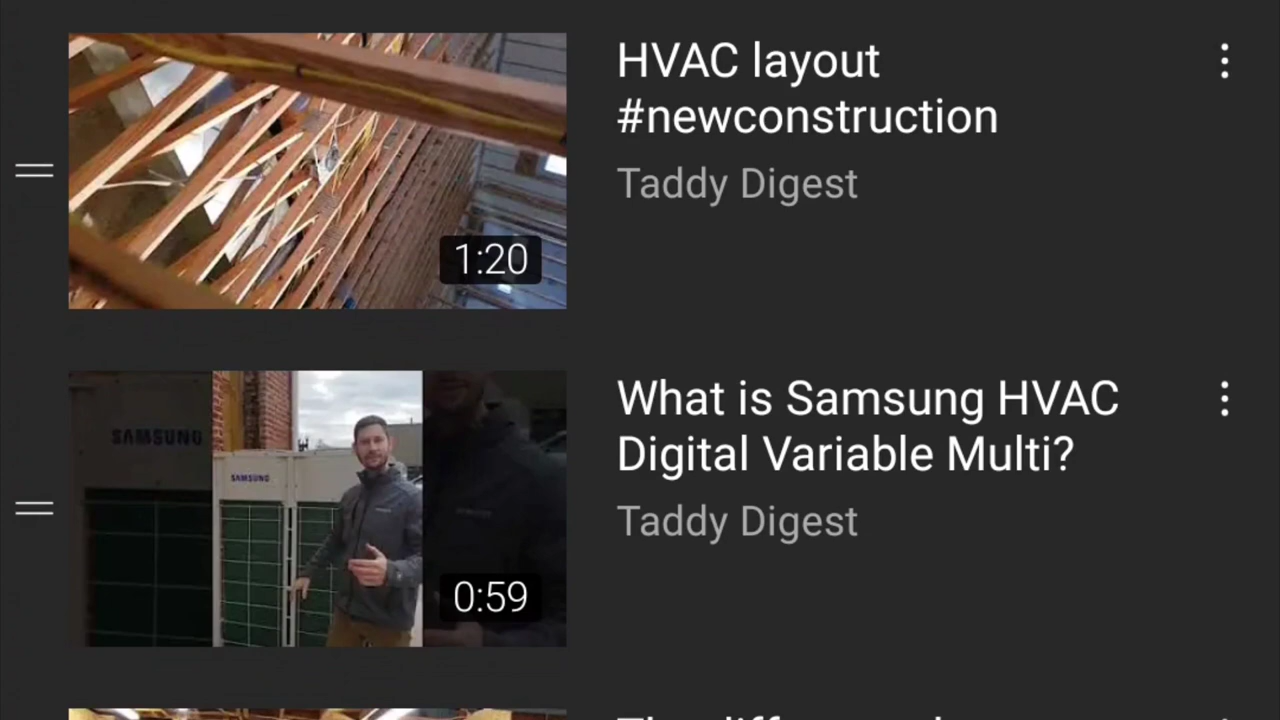 HVAC layout
#newconstruction
Taddy Digest
1:20
What is Samsung HVAC
Digital Variable Multi?
Taddy Digest
SAMSUNG
SAMSUNG
0:59